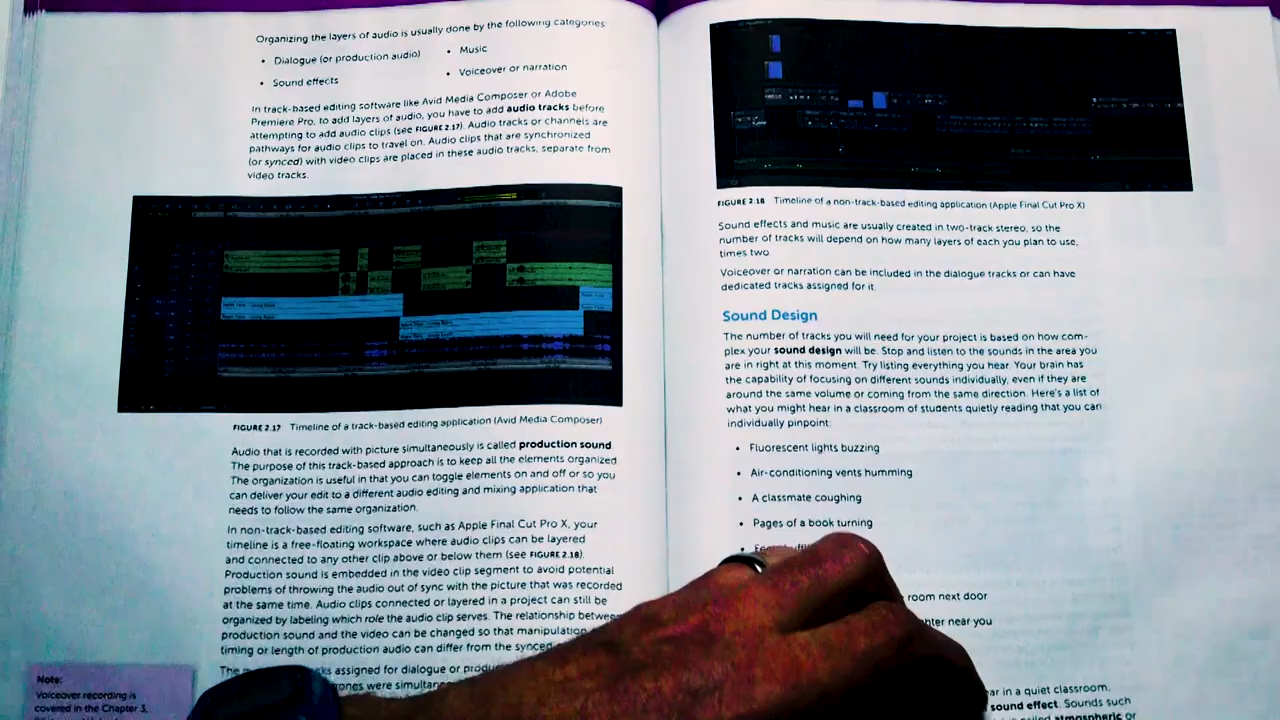 Organizing the layers of audio is usually done by the following categories:
• Dialogue (or production audio)
• Music
• Sound effects
• Voiceover or narration
In track-based editing software like Avid Media Composer or Adobe
Premiere Pro, to add layers of audio, you have to add audio tracks before
attempting to add audio clips (see FIGURE 2.17). Audio tracks or channels are
pathways for audio clips to travel on. Audio clips that are synchronized
(or synced) with video clips are placed in these audio tracks, separate from
video tracks.
FIGURE 2.17 Timeline of a track-based editing application (Avid Media Composer)
Audio that is recorded with picture simultaneously is called production sound
The purpose of this track-based approach is to keep all the elements organized
The organization is useful in that you can toggle elements on and off or so you
can deliver your edit to a different audio editing and mixing application that
needs to follow the same organization.
In non-track-based editing software, such as Apple Final Cut Pro X, your
timeline is a free-floating workspace where audio clips can be layered
and connected to any other clip above or below them (see FIGURE 2.18).
Production sound is embedded in the video clip segment to avoid potential
problems of throwing the audio out of sync with the picture that was recorded
at the same time. Audio clips connected or layered in a project can still be
organized by labeling which role the audio clip serves. The relationship between
production sound and the video can be changed so that manipulation
timing or length of production audio can differ from the synced
The assigned for dialogue or
were
Note:
Voiceover recording is
covered in the Chapter 3,
FIGURE 2.18 Timeline of a non-track-based editing application (Apple Final Cut Pro X)
Sound effects and music are usually created in two-track stereo, so the
number of tracks will depend on how many layers of each you plan to use,
times two.
Voiceover or narration can be included in the dialogue tracks or can have
dedicated tracks assigned for it.
Sound Design
The number of tracks you will need for your project is based on how com-
plex your sound design will be. Stop and listen to the sounds in the area you
are in right at this moment. Try listing everything you hear. Your brain has
the capability of focusing on different sounds individually, even if they are
around the same volume or coming from the same direction. Here's a list of
what you might hear in a classroom of students quietly reading that you can
individually pinpoint:
• Fluorescent lights buzzing
• Air-conditioning vents humming
• A classmate coughing
• Pages of a book turning
room next door
near you
in a quiet classroom.
sound effect. Sounds such
called atmospheric or